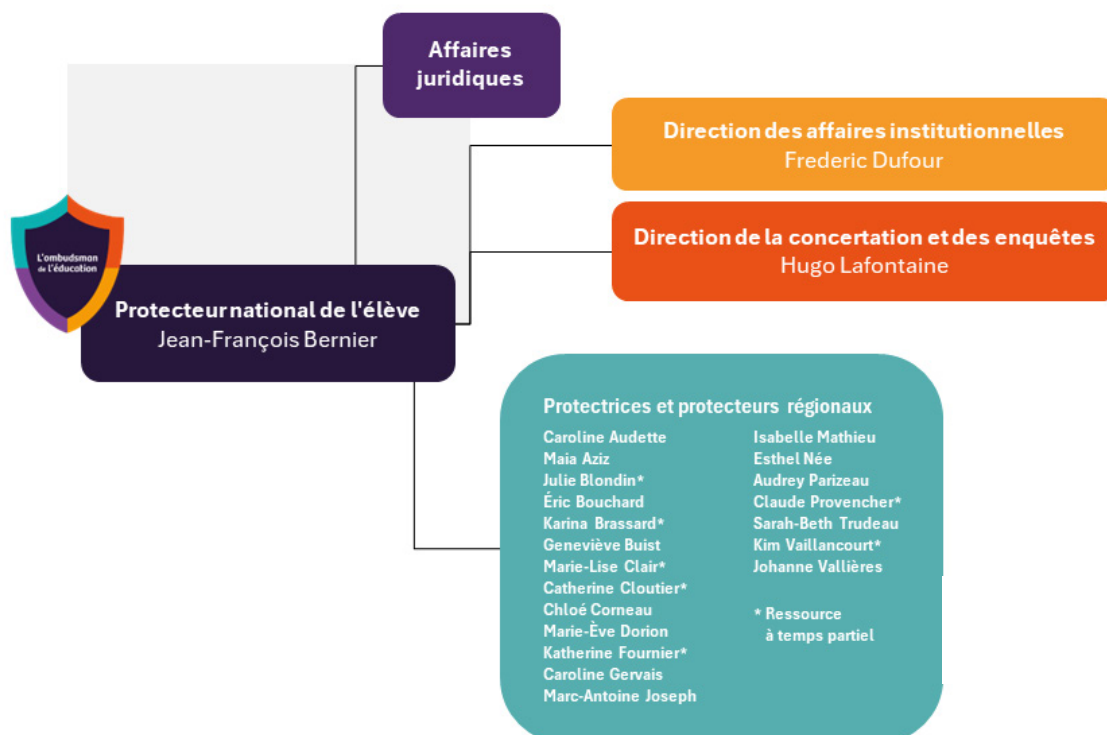 Affaires
juridiques
Direction des affaires institutionnelles
Frederic Dufour
Direction de la concertation et des enquêtes
Hugo Lafontaine
L'ombudsman
de l'éducation
Protecteur national de l'élève
Jean-François Bernier
Protectrices et protecteurs régionaux
Caroline Audette
Maia Aziz
Julie Blondin*
Éric Bouchard
Karina Brassard*
Geneviève Buist
Marie-Lise Clair*
Catherine Cloutier*
Chloé Corneau
Marie-Ève Dorion
Katherine Fournier*
Caroline Gervais
Marc-Antoine Joseph
Isabelle Mathieu
Esthel Née
Audrey Parizeau
Claude Provencher*
Sarah-Beth Trudeau
Kim Vaillancourt*
Johanne Vallières
* Ressource
à temps partiel